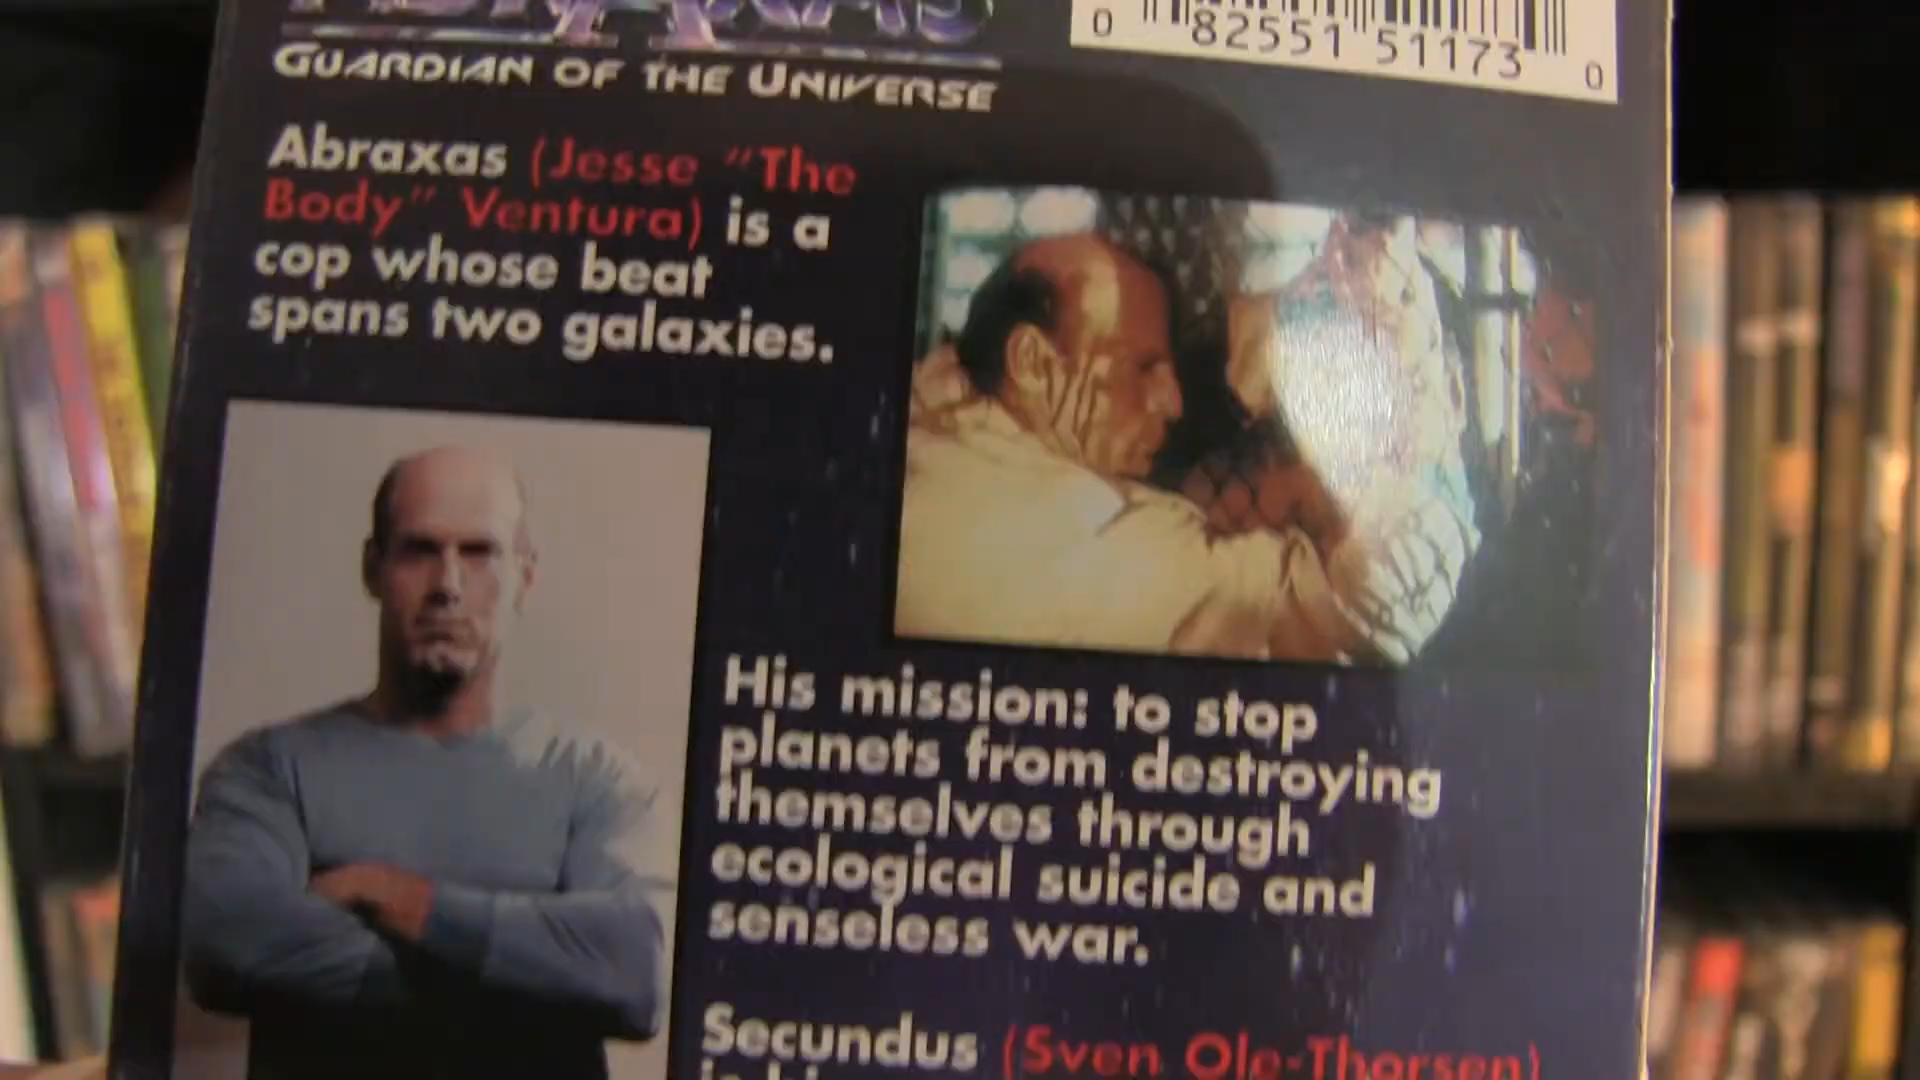 GUARDIAN OF THE UNIVERSE
0 82551 51173 0
Abraxas (Jesse "The
Body" Ventura) is a
cop whose beat
spans two galaxies.
His mission: to stop
planets from destroying
themselves through
ecological suicide and
senseless war.
Secundus (Sven Ole-Thorsen)